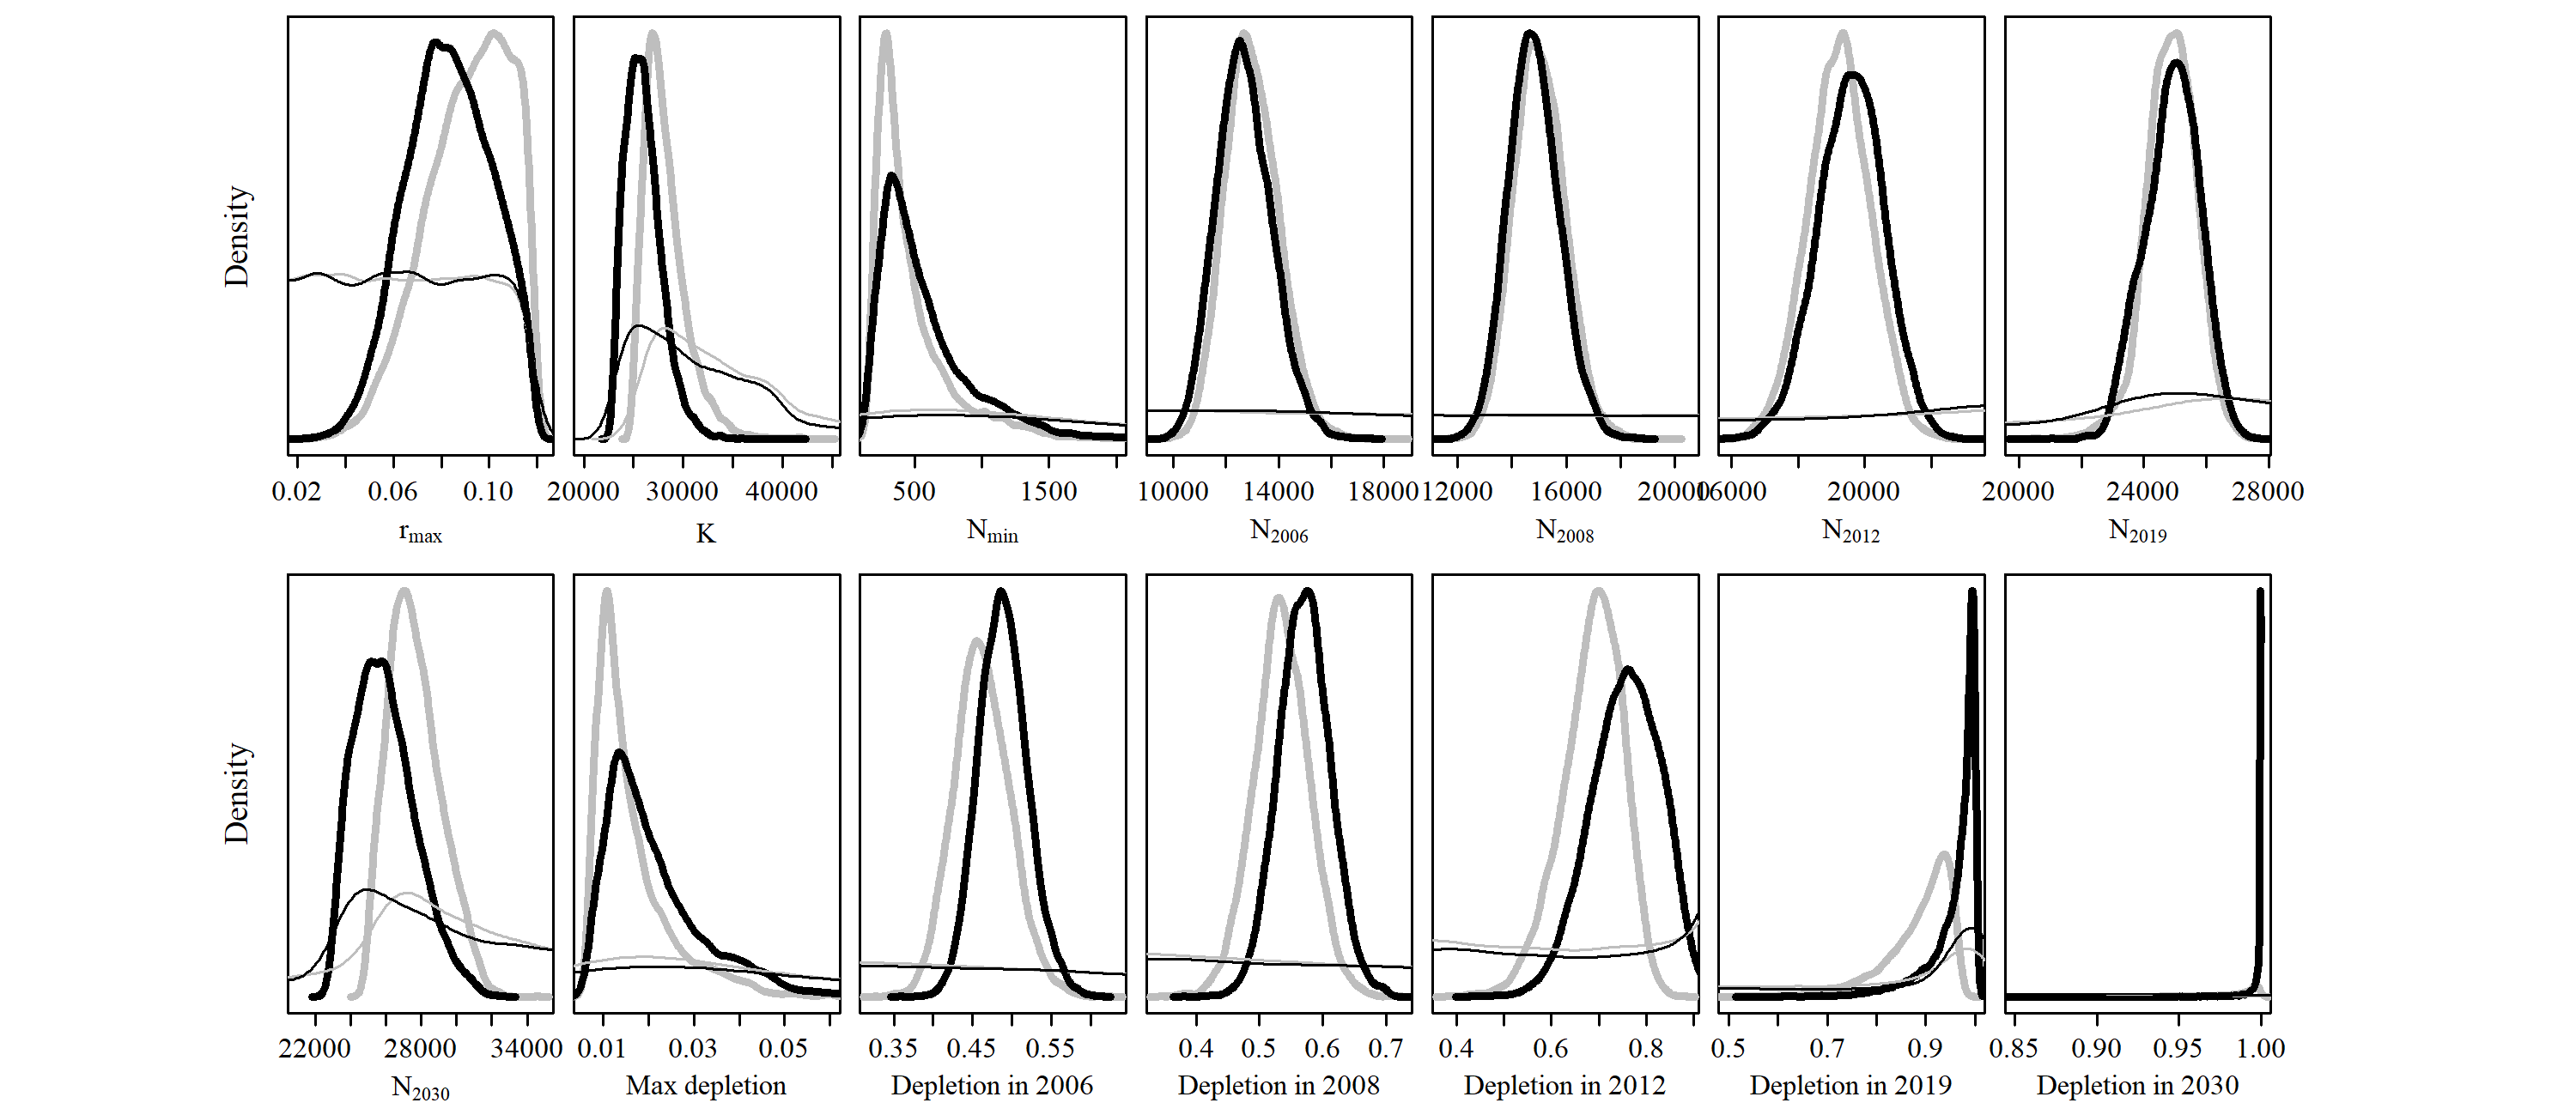 Density
0.02 0.06 0.10 20000 30000 40000 500 1500 10000 14000 18000 12000 16000 20000 16000 20000 20000 24000 28000
rmax K Nmin N2006 N2008 N2012 N2019
Density
22000 28000 34000 0.01 0.03 0.05 0.35 0.45 0.55 0.4 0.5 0.6 0.7 0.4 0.6 0.8 0.5 0.7 0.9 0.85 0.90 0.95 1.00
N2030 Max depletion Depletion in 2006 Depletion in 2008 Depletion in 2012 Depletion in 2019 Depletion in 2030